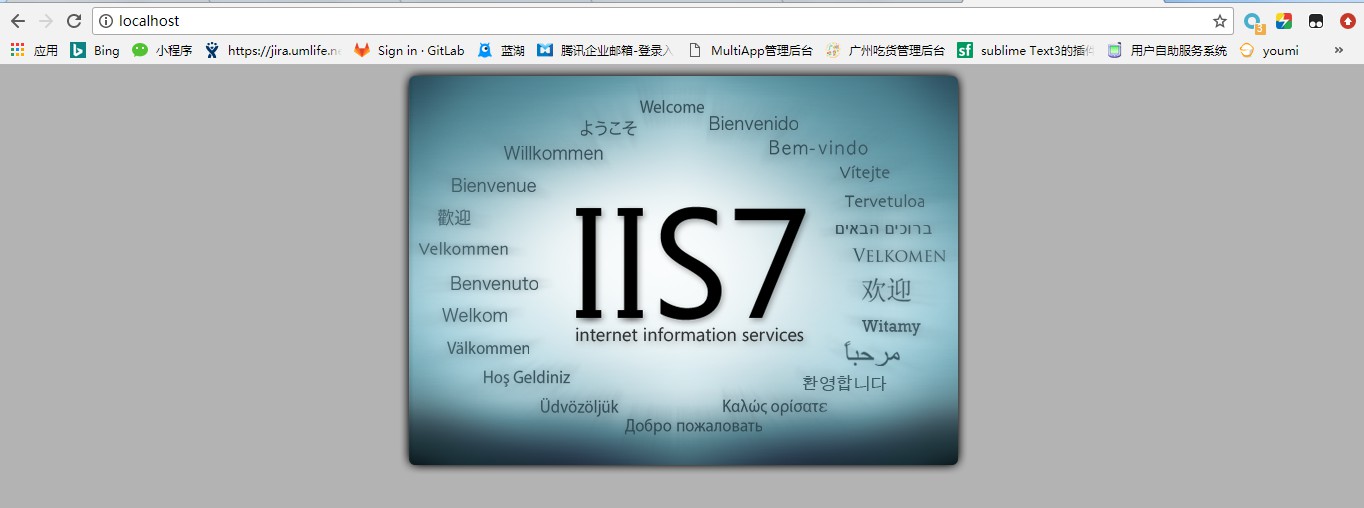 localhost
应用 Bing 小程序 https://jira.umlife.n Sign in · GitLab 蓝湖 腾讯企业邮箱-登录入 MultiApp管理后台 广州吃货管理后台 sublime Text3的插件 用户自助服务系统 youmi »
Welcome
ようこそ
Bienvenido
Willkommen
Bem-vindo
Vítejte
Bienvenue
Tervetuloa
歡迎
ברוכים הבאים
Velkommen
VELKOMEN
Benvenuto
欢迎
IIS7
internet information services
Welkom
Witamy
Välkommen
مرحباً
Hoş Geldiniz
환영합니다
Üdvözöljük
Καλώς ορίσατε
Добро пожаловать